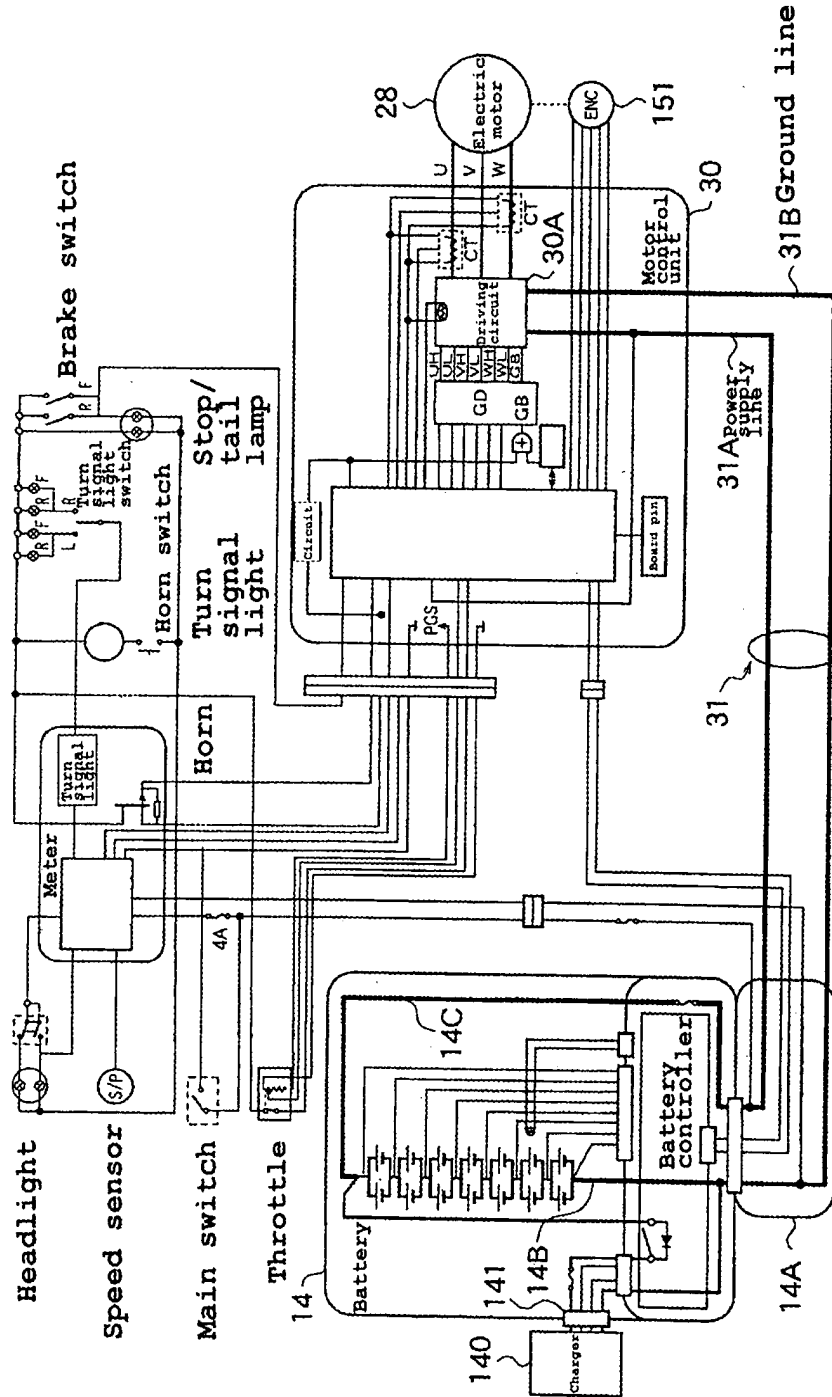 Headlight
Speed sensor
Main switch
Throttle
S/P
Meter
Turn
signal
light
4A
Horn
Horn switch
Turn
signal
light
Turn
signal
light
switch
L
R
R
F
R
F
Brake switch
R
F
Stop/
tail
lamp
14
Battery
14C
14B
141
140
Charger
Battery
controller
14A
31
31A
Power
supply
line
31B
Ground line
Circuit
PGS
Board pin
GD
GB
UH
UL
VH
VL
WH
WL
GB
Driving
circuit
30A
CT
CT
U
V
W
Electric
motor
28
ENC
151
Motor
control
unit
30